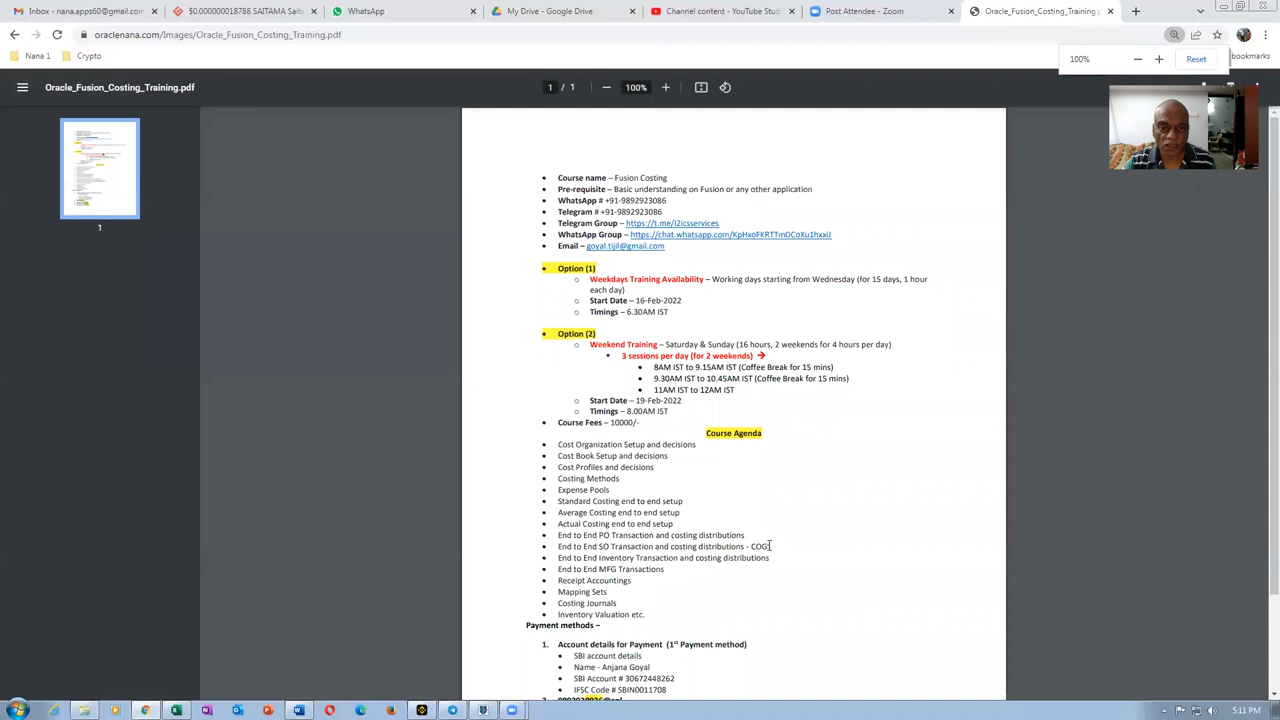 Inbox - nanamoreg@gmail.com
$0.00000018788 SAITAMA Saita
WhatsApp
My Drive - Google Drive
Channel content - YouTube Studi
Post Attendee - Zoom
Oracle_Fusion_Costing_Training.p
oraclenana.com/Images/Oracle_Fusion_Costing_Training.pdf
Nana 1
Crypto
100%
Reset
bookmarks
Oracle_Fusion_Costing_Training.pdf
1 / 1
100%
1
• Course name – Fusion Costing
• Pre-requisite – Basic understanding on Fusion or any other application
• WhatsApp # +91-9892923086
• Telegram # +91-9892923086
• Telegram Group – https://t.me/i2icsservices
• WhatsApp Group – https://chat.whatsapp.com/KpHxoFKRTTmDCoXu1hxxiJ
• Email – goyal.tijil@gmail.com
• Option (1)
o Weekdays Training Availability – Working days starting from Wednesday (for 15 days, 1 hour
each day)
o Start Date – 16-Feb-2022
o Timings – 6.30AM IST
• Option (2)
o Weekend Training – Saturday & Sunday (16 hours, 2 weekends for 4 hours per day)
▪ 3 sessions per day (for 2 weekends) →
• 8AM IST to 9.15AM IST (Coffee Break for 15 mins)
• 9.30AM IST to 10.45AM IST (Coffee Break for 15 mins)
• 11AM IST to 12AM IST
o Start Date – 19-Feb-2022
o Timings – 8.00AM IST
• Course Fees – 10000/-
Course Agenda
• Cost Organization Setup and decisions
• Cost Book Setup and decisions
• Cost Profiles and decisions
• Costing Methods
• Expense Pools
• Standard Costing end to end setup
• Average Costing end to end setup
• Actual Costing end to end setup
• End to End PO Transaction and costing distributions
• End to End SO Transaction and costing distributions - COGS
• End to End Inventory Transaction and costing distributions
• End to End MFG Transactions
• Receipt Accountings
• Mapping Sets
• Costing Journals
• Inventory Valuation etc.
Payment methods –
1. Account details for Payment (1st Payment method)
• SBI account details
• Name - Anjana Goyal
• SBI Account # 30672448262
• IFSC Code # SBIN0011708
5:11 PM